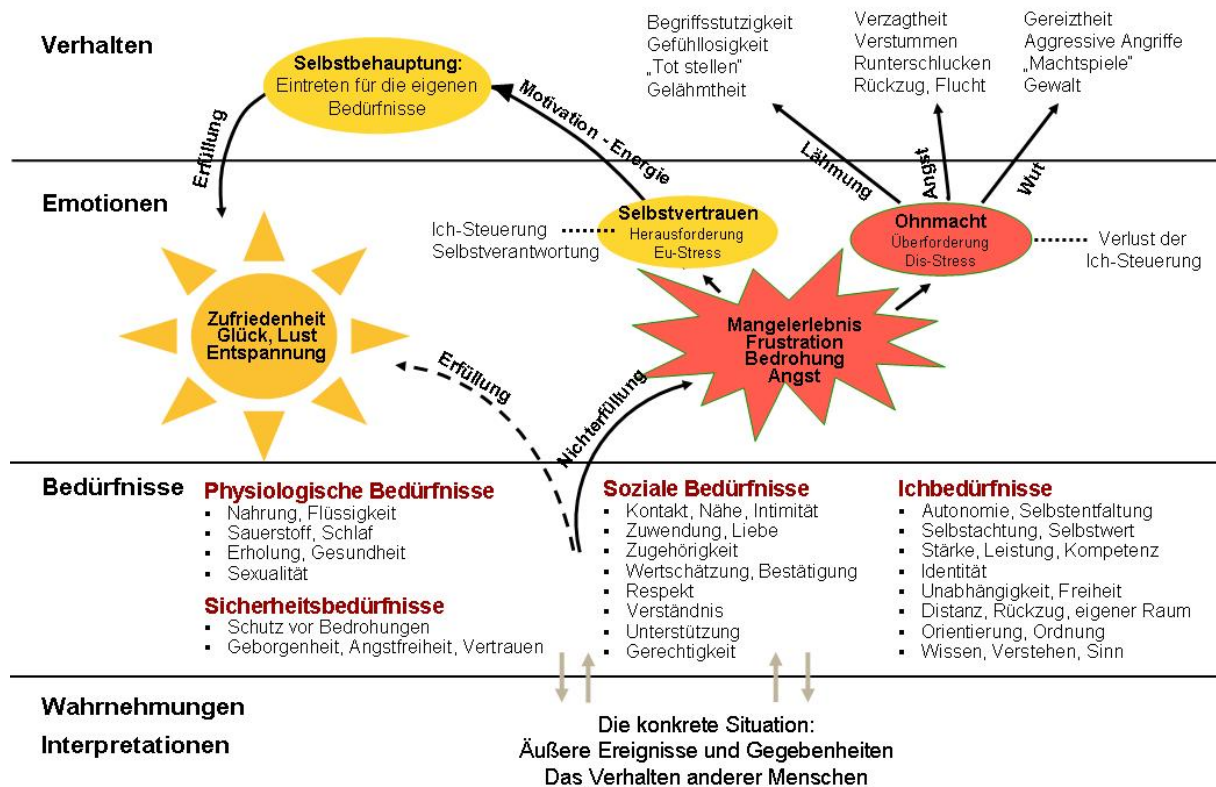 Verhalten
Selbstbehauptung:
Eintreten für die eigenen
Bedürfnisse
Begriffsstutzigkeit
Gefühllosigkeit
„Tot stellen"
Gelähmtheit
Verzagtheit
Verstummen
Runterschlucken
Rückzug, Flucht
Gereiztheit
Aggressive Angriffe
„Machtspiele"
Gewalt
Erfüllung
Motivation - Energie
Lähmung
Angst
Wut
Emotionen
Ich-Steuerung
Selbstverantwortung
Selbstvertrauen
Herausforderung
Eu-Stress
Ohnmacht
Überforderung
Dis-Stress
Verlust der
Ich-Steuerung
Zufriedenheit
Glück, Lust
Entspannung
Mangelerlebnis
Frustration
Bedrohung
Angst
Erfüllung
Nichterfüllung
Bedürfnisse
Physiologische Bedürfnisse
▪ Nahrung, Flüssigkeit
▪ Sauerstoff, Schlaf
▪ Erholung, Gesundheit
▪ Sexualität
Sicherheitsbedürfnisse
▪ Schutz vor Bedrohungen
▪ Geborgenheit, Angstfreiheit, Vertrauen
Soziale Bedürfnisse
▪ Kontakt, Nähe, Intimität
▪ Zuwendung, Liebe
▪ Zugehörigkeit
▪ Wertschätzung, Bestätigung
▪ Respekt
▪ Verständnis
▪ Unterstützung
▪ Gerechtigkeit
Ichbedürfnisse
▪ Autonomie, Selbstentfaltung
▪ Selbstachtung, Selbstwert
▪ Stärke, Leistung, Kompetenz
▪ Identität
▪ Unabhängigkeit, Freiheit
▪ Distanz, Rückzug, eigener Raum
▪ Orientierung, Ordnung
▪ Wissen, Verstehen, Sinn
Wahrnehmungen
Interpretationen
Die konkrete Situation:
Äußere Ereignisse und Gegebenheiten
Das Verhalten anderer Menschen